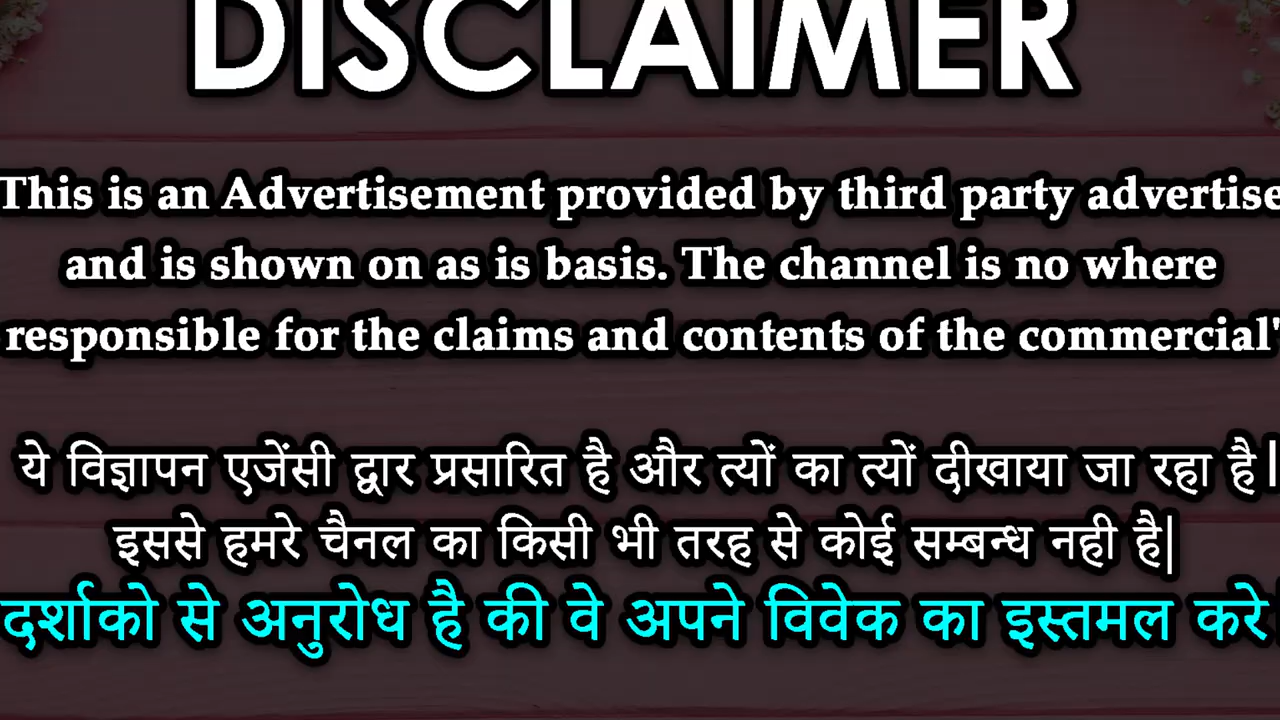 DISCLAIMER
This is an Advertisement provided by third party advertise
and is shown on as is basis. The channel is no where
responsible for the claims and contents of the commercial'
ये विज्ञापन एजेंसी द्वार प्रसारित है और त्यों का त्यों दीखाया जा रहा है।
इससे हमरे चैनल का किसी भी तरह से कोई सम्बन्ध नही है|
दर्शाको से अनुरोध है की वे अपने विवेक का इस्तमल करे